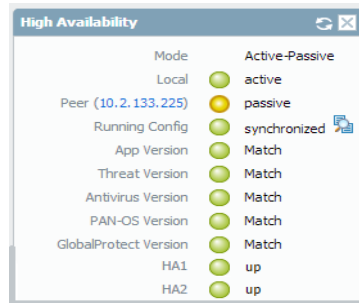 High Availability
Mode Active-Passive
Local active
Peer (10.2.133.225) passive
Running Config synchronized
App Version Match
Threat Version Match
Antivirus Version Match
PAN-OS Version Match
GlobalProtect Version Match
HA1 up
HA2 up